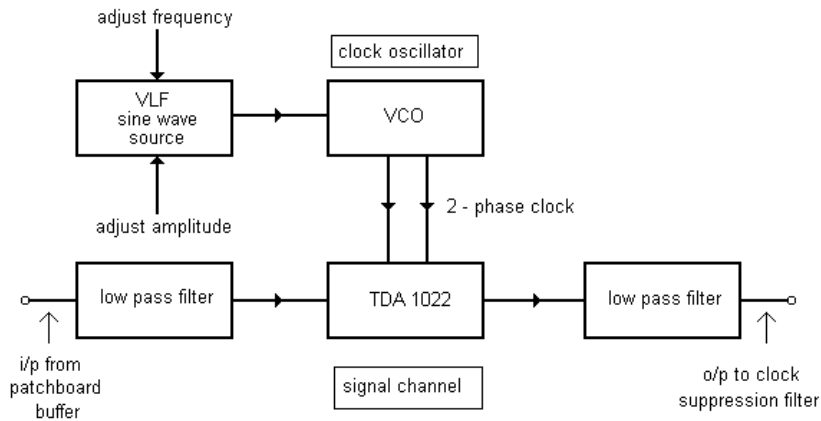 adjust frequency
clock oscillator
VLF
sine wave
source
VCO
adjust amplitude
2 - phase clock
low pass filter
TDA 1022
low pass filter
i/p from
patchboard
buffer
signal channel
o/p to clock
suppression filter